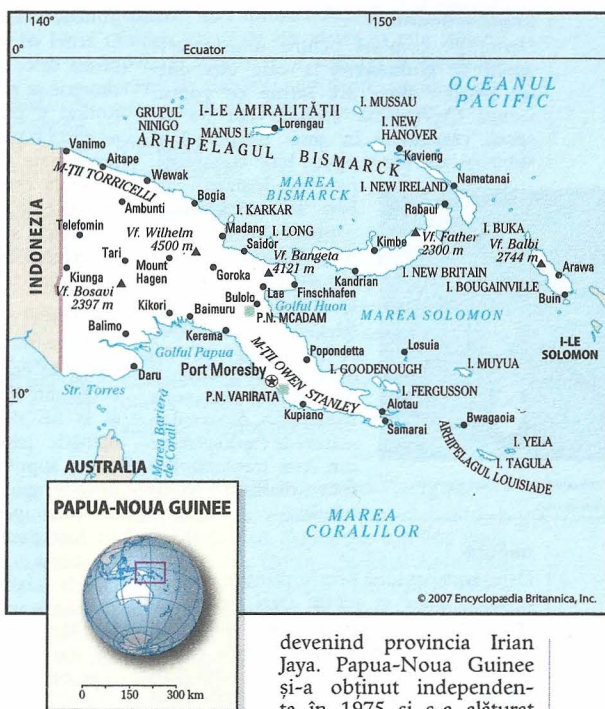 140°
150°
0°
Ecuator
OCEANUL
PACIFIC
I. MUSSAU
GRUPUL
NINIGO
I-LE AMIRALITĂȚII
MANUS I.
Lorengau
I. NEW
HANOVER
ARHIPELAGUL BISMARCK
Kavieng
Vanimo
Aitape
M-ȚII TORRICELLI
Wewak
MAREA
BISMARCK
I. NEW IRELAND
Namatanai
Ambunti
Bogia
I. KARKAR
Rabaul
Telefomin
Vf. Wilhelm
4500 m
Madang
I. LONG
Saidor
Kimbe
Vf. Father
2300 m
I. BUKA
Vf. Balbi
2744 m
Tari
Mount
Hagen
Goroka
Vf. Bangeta
4121 m
Kiunga
Kandrian
I. NEW BRITAIN
Arawa
INDONEZIA
Vf. Bosavi
2397 m
Lae
Finschhafen
I. BOUGAINVILLE
Buin
Kikori
Baimuru
Bulolo
Golful Huon
P.N. MCADAM
MAREA SOLOMON
Balimo
Kerema
I-LE
SOLOMON
Golful Papua
M-ȚII OWEN STANLEY
Popondetta
Losuia
Daru
Port Moresby
I. GOODENOUGH
I. MUYUA
Str. Torres
10°
P.N. VARIRATA
I. FERGUSSON
Kupiano
Alotau
Samarai
Bwagaoia
Marea Barieră
de Corali
I. YELA
AUSTRALIA
I. TAGULA
ARHIPELAGUL LOUISIADE
MAREA
CORALILOR
PAPUA-NOUA GUINEE
0 150 300 km
© 2007 Encyclopædia Britannica, Inc.
devenind provincia Irian
Jaya. Papua-Noua Guinee
și-a obținut independen-
ța în 1975 și s-a alăturat